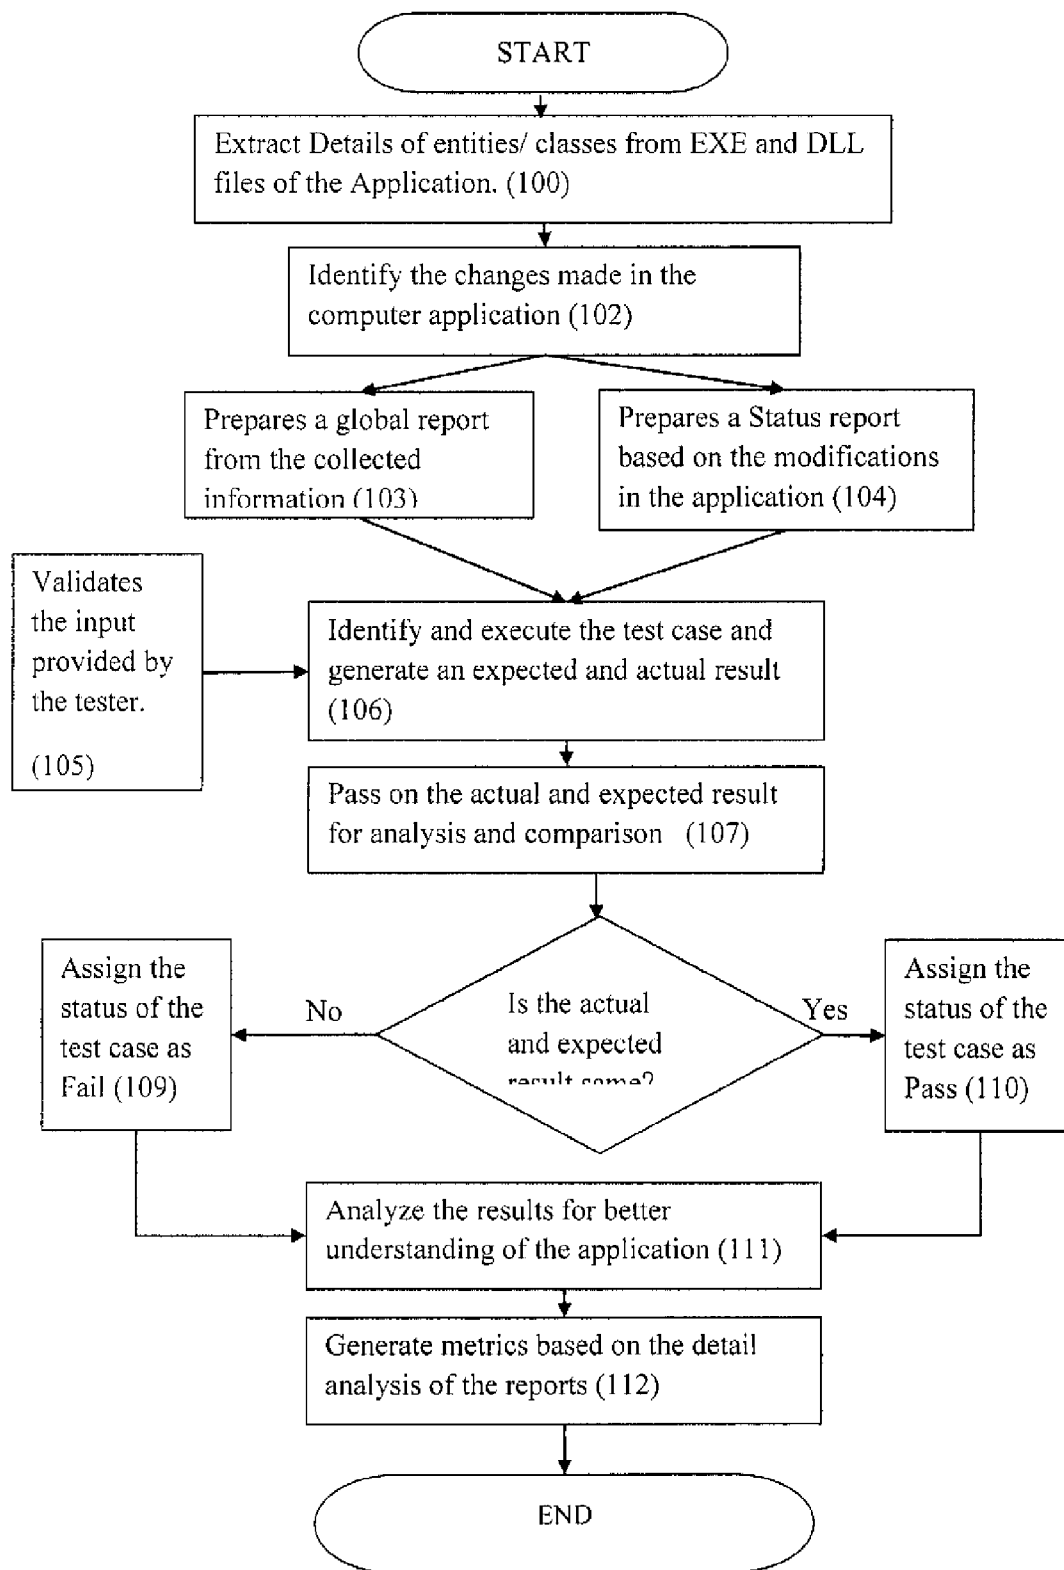 START
Extract Details of entities/ classes from EXE and DLL
files of the Application. (100)
Identify the changes made in the
computer application (102)
Prepares a global report
from the collected
information (103)
Prepares a Status report
based on the modifications
in the application (104)
Validates
the input
provided by
the tester.
(105)
Identify and execute the test case and
generate an expected and actual result
(106)
Pass on the actual and expected result
for analysis and comparison (107)
Is the actual
and expected
result same?
No
Yes
Assign the
status of the
test case as
Fail (109)
Assign the
status of the
test case as
Pass (110)
Analyze the results for better
understanding of the application (111)
Generate metrics based on the detail
analysis of the reports (112)
END